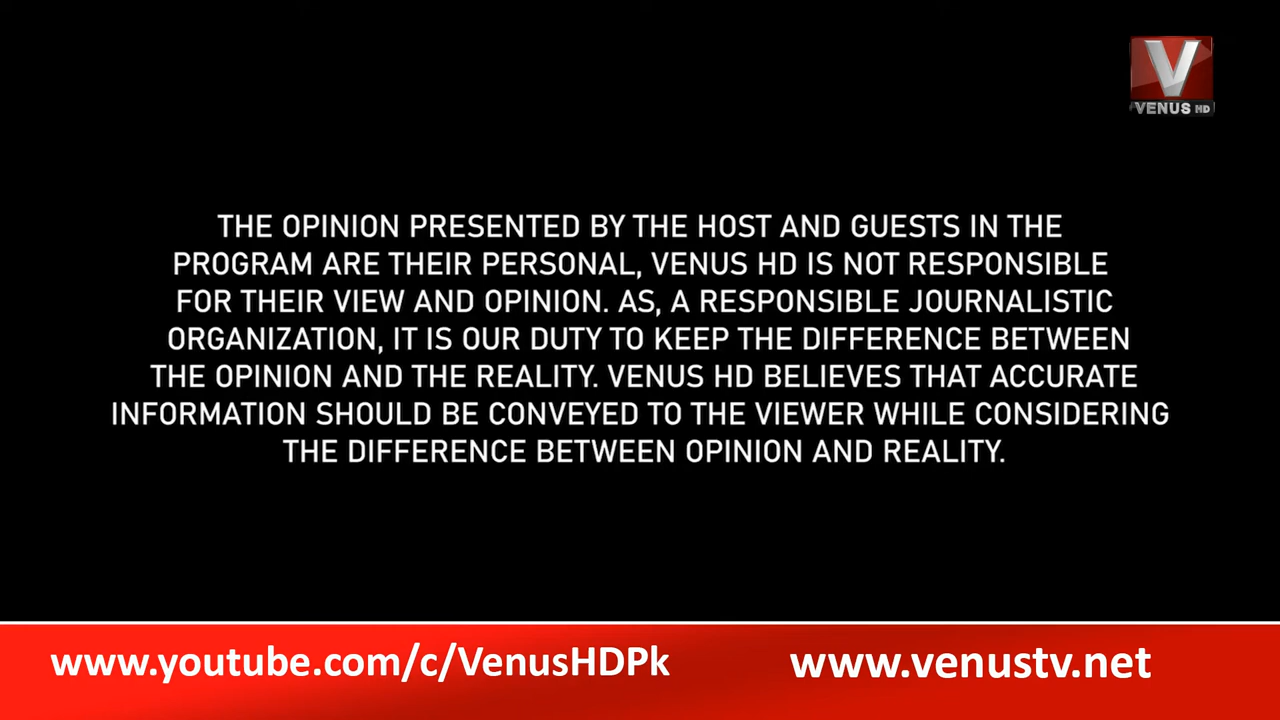 V
VENUS HD
THE OPINION PRESENTED BY THE HOST AND GUESTS IN THE
PROGRAM ARE THEIR PERSONAL, VENUS HD IS NOT RESPONSIBLE
FOR THEIR VIEW AND OPINION. AS, A RESPONSIBLE JOURNALISTIC
ORGANIZATION, IT IS OUR DUTY TO KEEP THE DIFFERENCE BETWEEN
THE OPINION AND THE REALITY. VENUS HD BELIEVES THAT ACCURATE
INFORMATION SHOULD BE CONVEYED TO THE VIEWER WHILE CONSIDERING
THE DIFFERENCE BETWEEN OPINION AND REALITY.
www.youtube.com/c/VenusHDPk
www.venustv.net